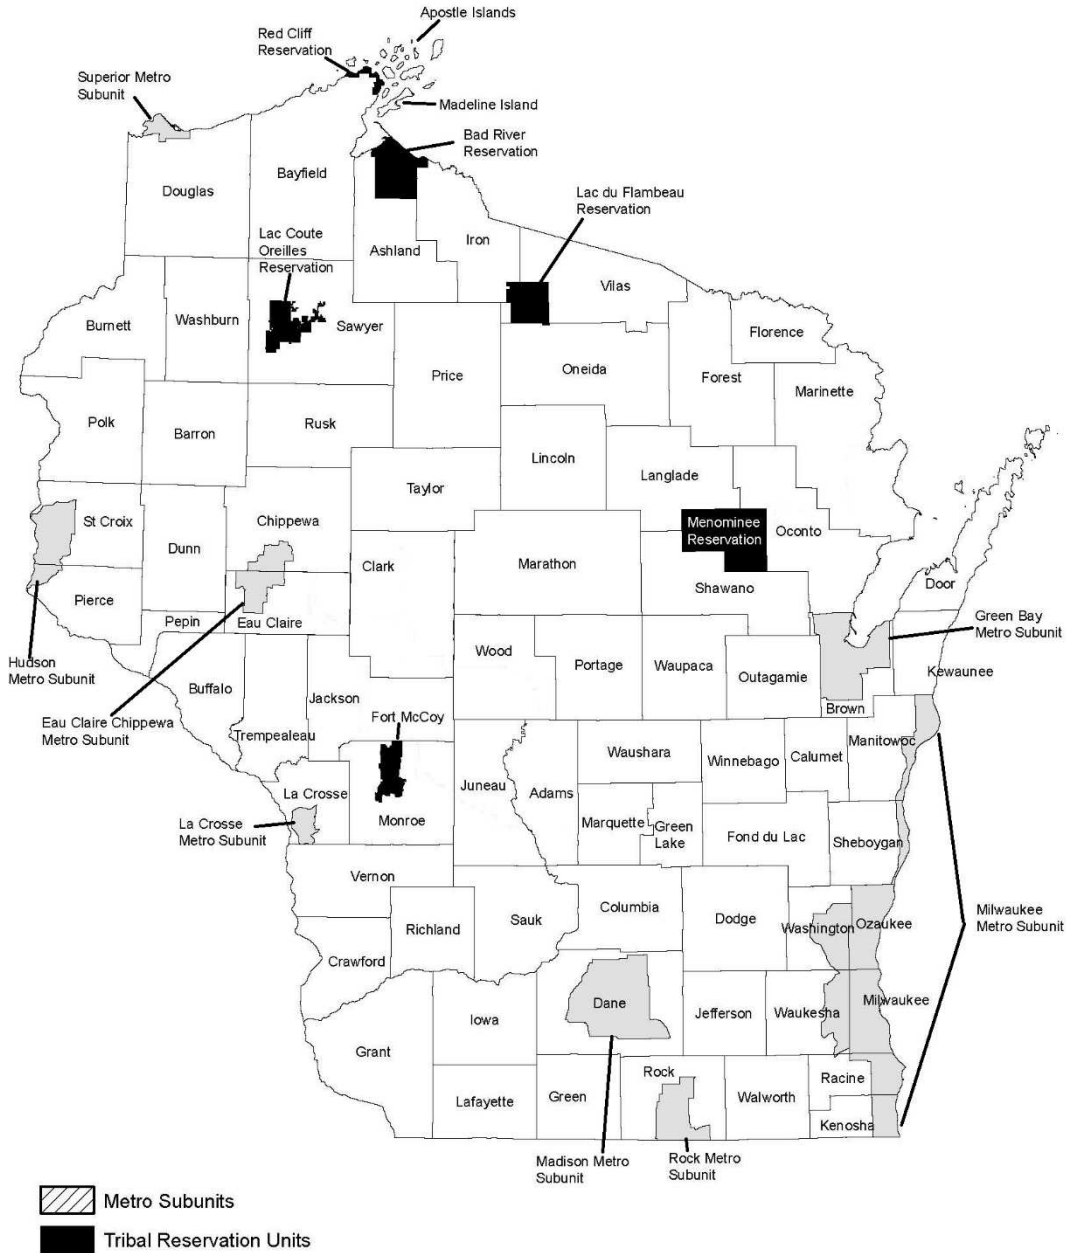 Apostle Islands
Red Cliff
Reservation
Superior Metro
Subunit
Madeline Island
Bad River
Reservation
Bayfield
Douglas
Lac du Flambeau
Reservation
Lac Coute
Oreilles
Reservation
Iron
Ashland
Vilas
Burnett
Washburn
Sawyer
Florence
Price
Oneida
Forest
Marinette
Polk
Barron
Rusk
Lincoln
Langlade
Taylor
St Croix
Chippewa
Menominee
Reservation
Oconto
Dunn
Clark
Marathon
Shawano
Door
Pierce
Pepin
Eau Claire
Green Bay
Metro Subunit
Hudson
Metro Subunit
Wood
Portage
Waupaca
Outagamie
Kewaunee
Buffalo
Jackson
Brown
Eau Claire Chippewa
Metro Subunit
Fort McCoy
Trempealeau
Waushara
Winnebago
Calumet
Manitowoc
La Crosse
Juneau
Adams
La Crosse
Metro Subunit
Monroe
Marquette
Green
Lake
Fond du Lac
Sheboygan
Vernon
Columbia
Dodge
Washington
Ozaukee
Milwaukee
Metro Subunit
Richland
Sauk
Crawford
Dane
Iowa
Jefferson
Waukesha
Milwaukee
Grant
Rock
Racine
Lafayette
Green
Walworth
Kenosha
Madison Metro
Subunit
Rock Metro
Subunit
Metro Subunits
Tribal Reservation Units